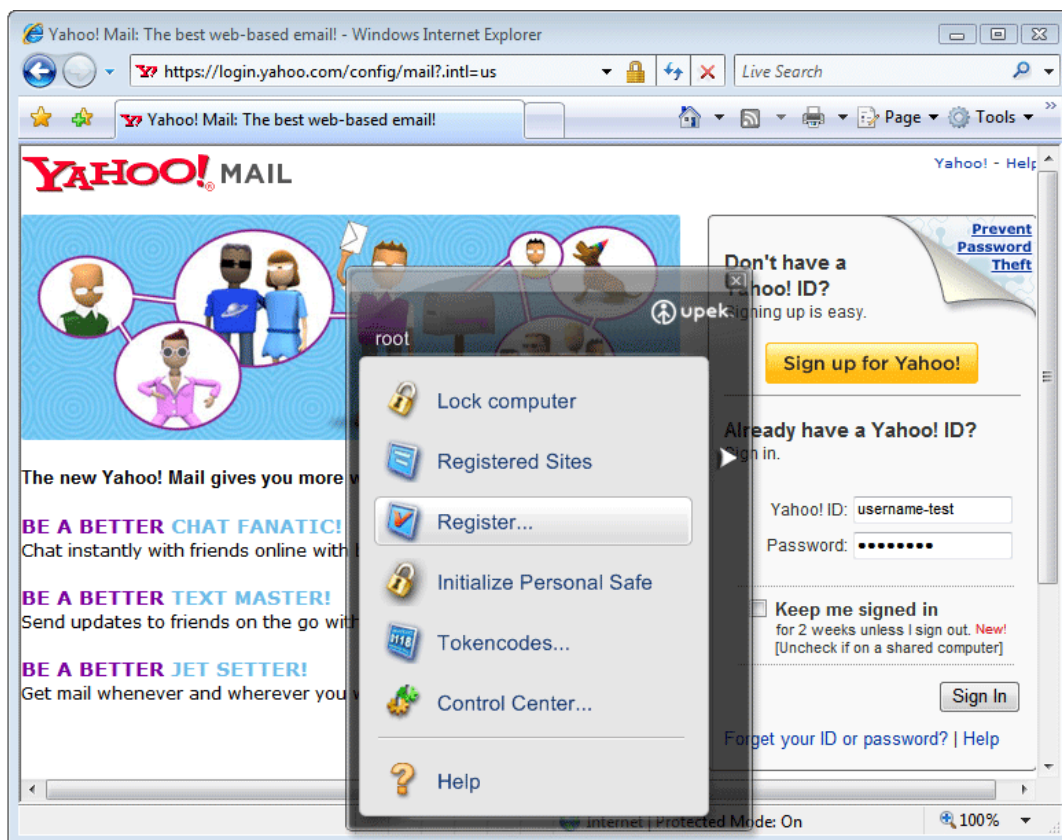 Yahoo! Mail: The best web-based email! - Windows Internet Explorer
https://login.yahoo.com/config/mail?.intl=us
Live Search
Yahoo! Mail: The best web-based email!
Page
Tools
YAHOO! MAIL
Yahoo! - Help
Prevent
Password
Theft
Don't have a
Yahoo! ID?
Signing up is easy.
Sign up for Yahoo!
Already have a Yahoo! ID?
Sign in.
Yahoo! ID: username-test
Password:
Keep me signed in
for 2 weeks unless I sign out. New!
[Uncheck if on a shared computer]
Sign In
Forget your ID or password? | Help
The new Yahoo! Mail gives you more
BE A BETTER CHAT FANATIC!
Chat instantly with friends online with
BE A BETTER TEXT MASTER!
Send updates to friends on the go with
BE A BETTER JET SETTER!
Get mail whenever and wherever you
upek
root
Lock computer
Registered Sites
Register...
Initialize Personal Safe
Tokencodes...
Control Center...
Help
Internet | Protected Mode: On
100%